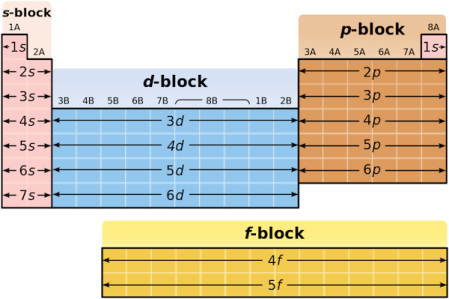 s-block
p-block
1A
8A
1s
2A
d-block
3A 4A 5A 6A 7A
1s
2s
2p
3s
3B 4B 5B 6B 7B 8B 1B 2B
3p
4s
3d
4p
5s
4d
5p
6s
5d
6p
7s
6d
f-block
4f
5f